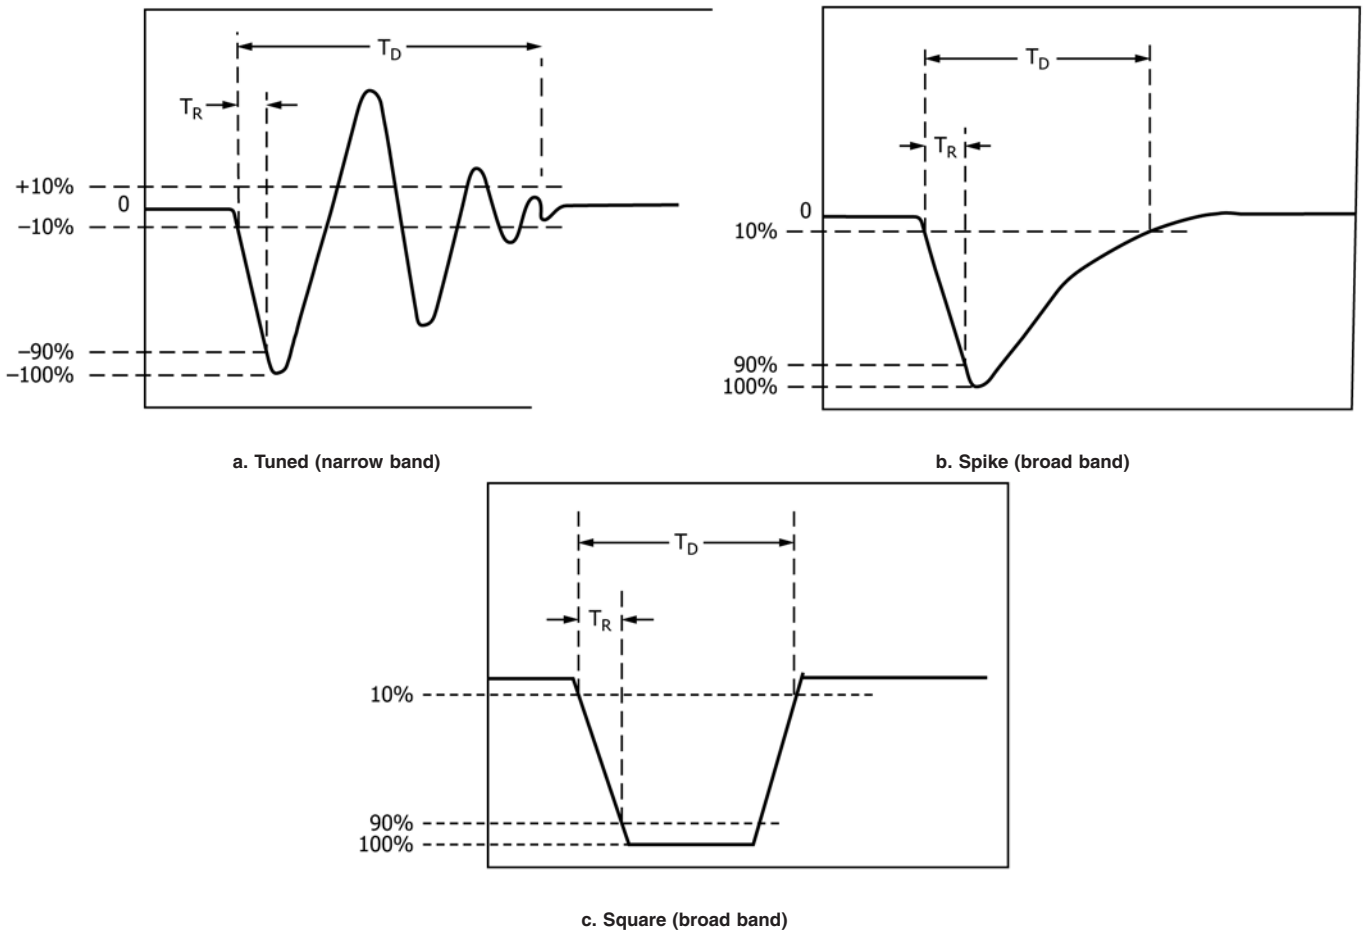 T_D
T_R
+10%
0
−10%
−90%
−100%
a. Tuned (narrow band)
T_D
T_R
0
10%
90%
100%
b. Spike (broad band)
T_D
T_R
10%
90%
100%
c. Square (broad band)